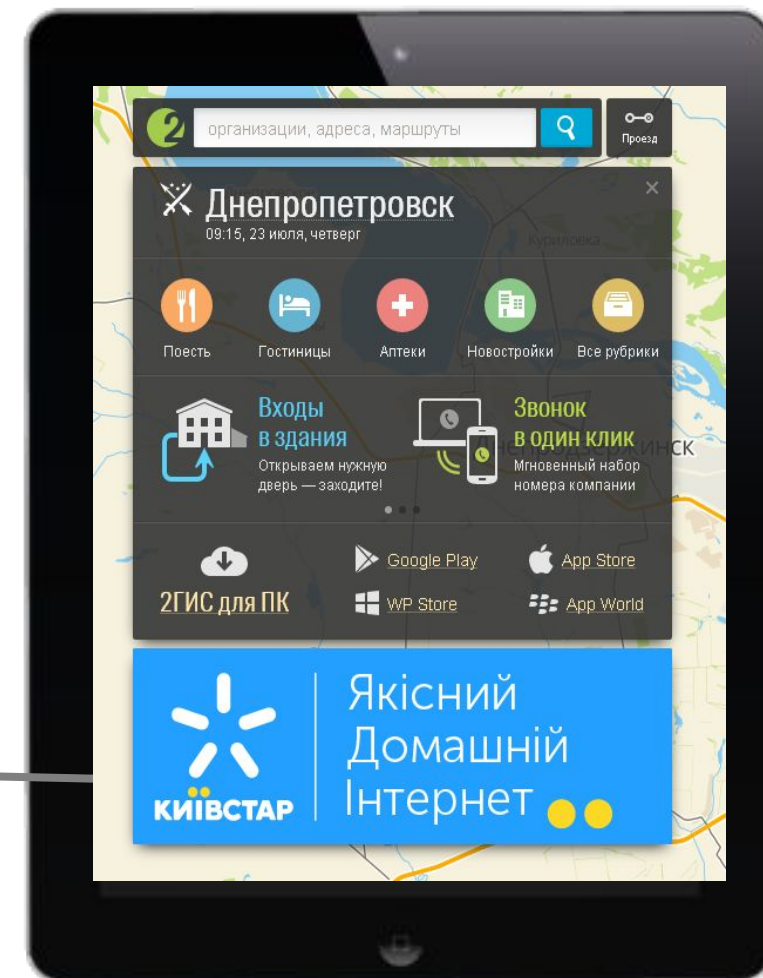 2
организации, адреса, маршруты
Проезд
Днепропетровск
09:15, 23 июля, четверг
Куриловка
Поесть
Гостиницы
Аптеки
Новостройки
Все рубрики
Входы
в здания
Открываем нужную
дверь — заходите!
Звонок
в один клик
Мгновенный набор
номера компании
Днепродзержинск
2ГИС для ПК
Google Play
App Store
WP Store
App World
КИЇВСТАР
Якісний
Домашній
Інтернет